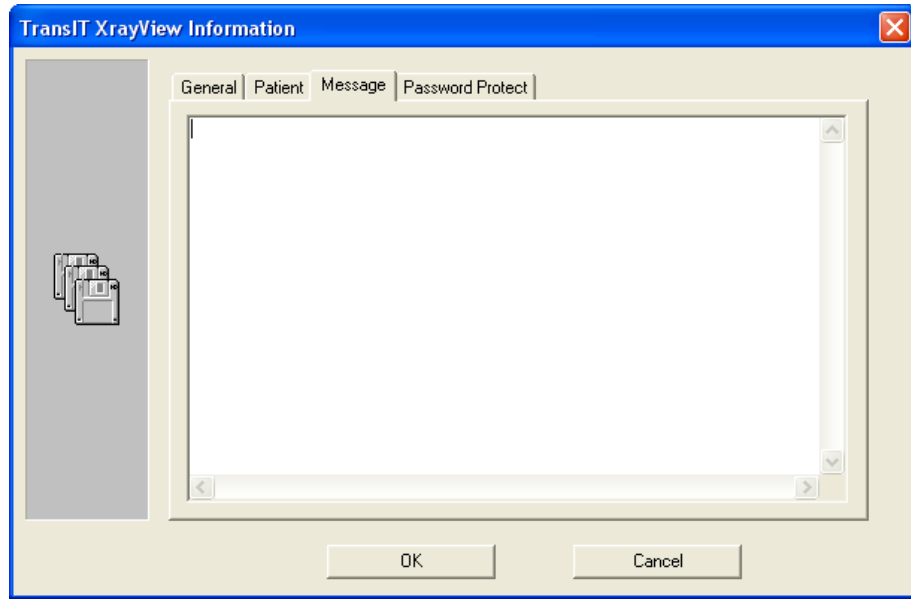 TransIT XrayView Information
General Patient Message Password Protect
OK Cancel